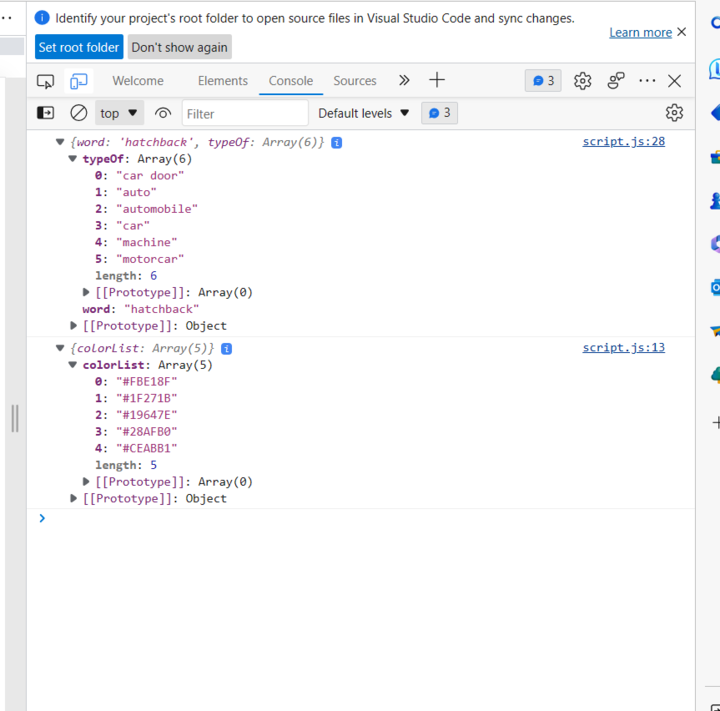 Identify your project's root folder to open source files in Visual Studio Code and sync changes.
Learn more
Set root folder Don't show again
Welcome Elements Console Sources 3
top Filter Default levels 3
{word: 'hatchback', typeOf: Array(6)} script.js:28
typeOf: Array(6)
0: "car door"
1: "auto"
2: "automobile"
3: "car"
4: "machine"
5: "motorcar"
length: 6
[[Prototype]]: Array(0)
word: "hatchback"
[[Prototype]]: Object
{colorList: Array(5)} script.js:13
colorList: Array(5)
0: "#FBE18F"
1: "#1F271B"
2: "#19647E"
3: "#28AFB0"
4: "#CEABB1"
length: 5
[[Prototype]]: Array(0)
[[Prototype]]: Object